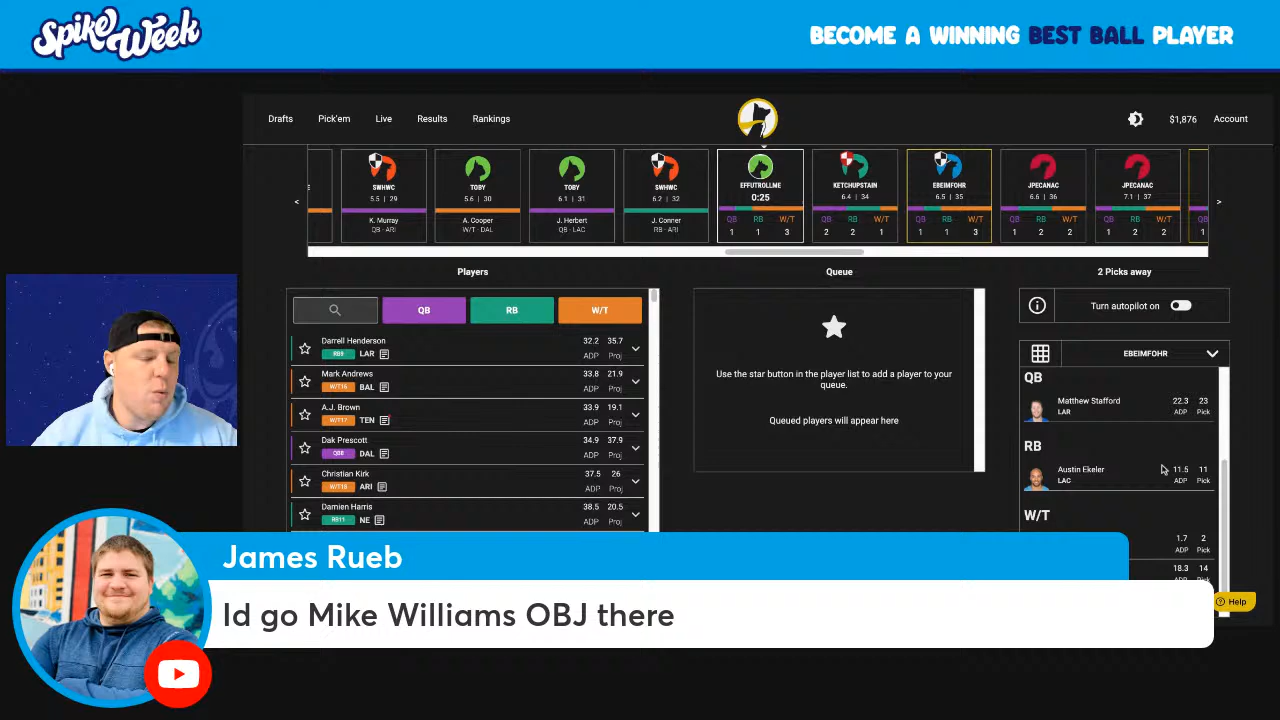 Spike Week
BECOME A WINNING BEST BALL PLAYER
Drafts
Pick'em
Live
Results
Rankings
$1,876
Account
SWHWC
5.5 | 29
K. Murray
QB - ARI
TOBY
5.6 | 30
A. Cooper
W/T - DAL
TOBY
6.1 | 31
J. Herbert
QB - LAC
SWHWC
6.2 | 32
J. Conner
RB - ARI
EFFUTROLLME
0:25
QB RB W/T
1 1 3
KETCHUPSTAIN
6.4 | 34
QB RB W/T
2 2 1
EBEIMFOHR
6.5 | 35
QB RB W/T
1 1 3
JPECANAC
6.6 | 36
QB RB W/T
1 2 2
JPECANAC
7.1 | 37
QB RB W/T
1 2 2
<
>
Players
QB
RB
W/T
Darrell Henderson
RB9 LAR
32.2 35.7
ADP Proj
Mark Andrews
W/T16 BAL
33.8 21.9
ADP Proj
A.J. Brown
W/T17 TEN
33.9 19.1
ADP Proj
Dak Prescott
QB8 DAL
34.9 37.9
ADP Proj
Christian Kirk
W/T18 ARI
37.5 26
ADP Proj
Damien Harris
RB11 NE
38.5 20.5
ADP Proj
Queue
Use the star button in the player list to add a player to your
queue.
Queued players will appear here
2 Picks away
Turn autopilot on
EBEIMFOHR
QB
Matthew Stafford
LAR
22.3 23
ADP Pick
RB
Austin Ekeler
LAC
11.5 11
ADP Pick
W/T
1.7 2
ADP Pick
18.3 14
Help
James Rueb
Id go Mike Williams OBJ there